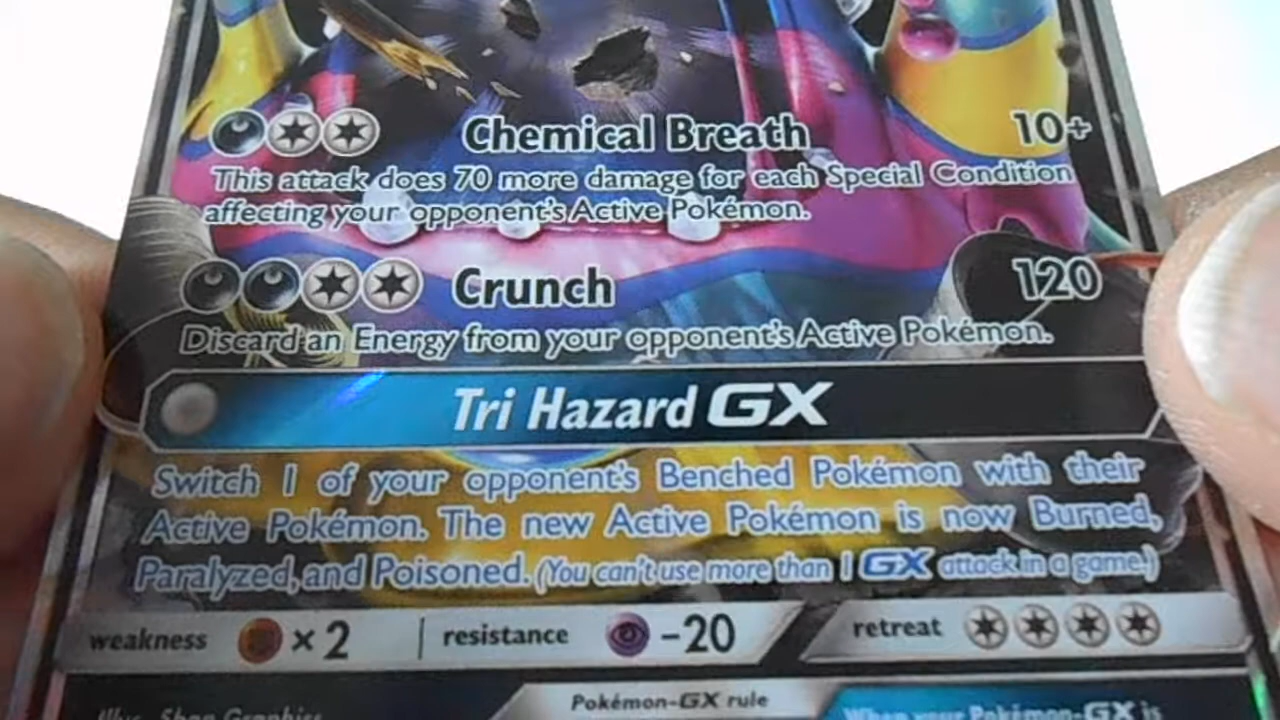 Chemical Breath 10+
This attack does 70 more damage for each Special Condition
affecting your opponent's Active Pokémon.
Crunch 120
Discard an Energy from your opponent's Active Pokémon.
Tri Hazard GX
Switch 1 of your opponent's Benched Pokémon with their
Active Pokémon. The new Active Pokémon is now Burned,
Paralyzed, and Poisoned. (You can't use more than 1 GX attack in a game.)
weakness ×2 resistance -20 retreat
Pokémon-GX rule
When your Pokémon-GX is